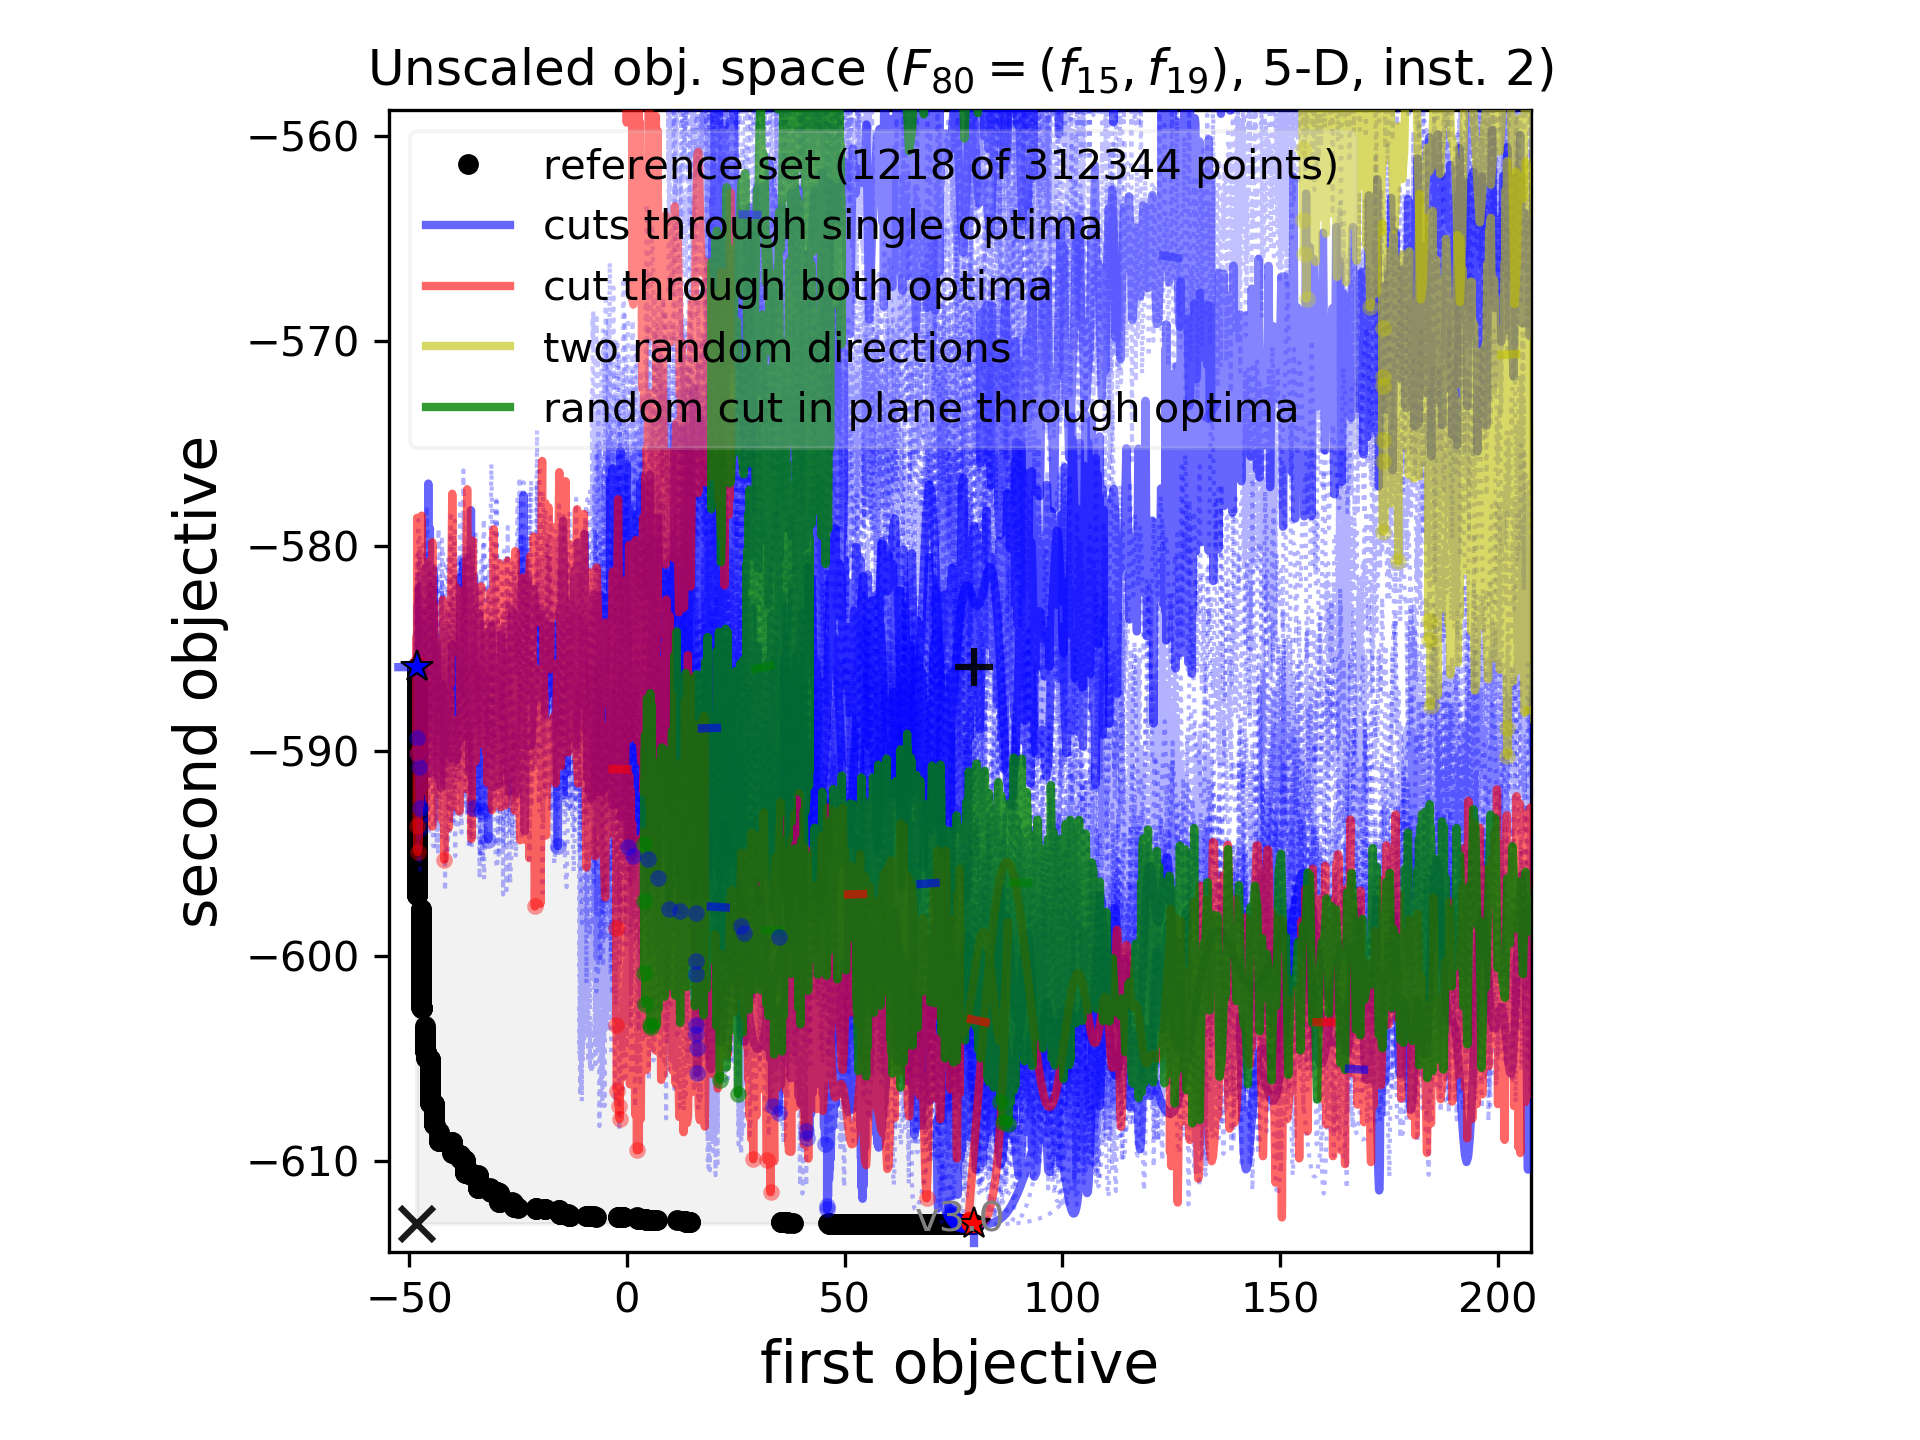 Unscaled obj. space (F80 = (f15, f19), 5-D, inst. 2)
−560
−570
−580
−590
−600
−610
second objective
reference set (1218 of 312344 points)
cuts through single optima
cut through both optima
two random directions
random cut in plane through optima
v3.0
−50 0 50 100 150 200
first objective